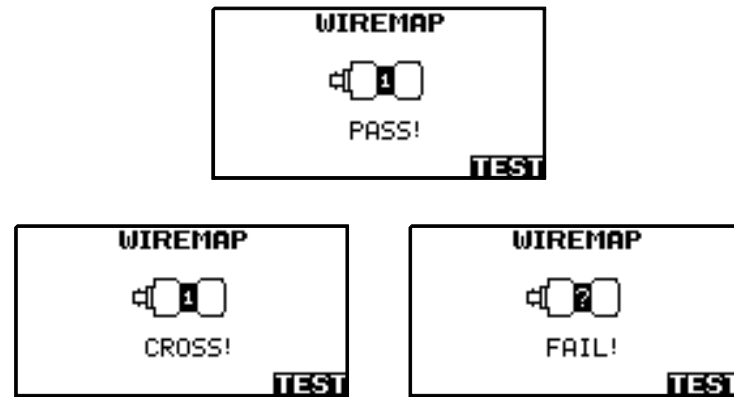 WIREMAP
1
PASS!
TEST
WIREMAP
1
CROSS!
TEST
WIREMAP
?
FAIL!
TEST